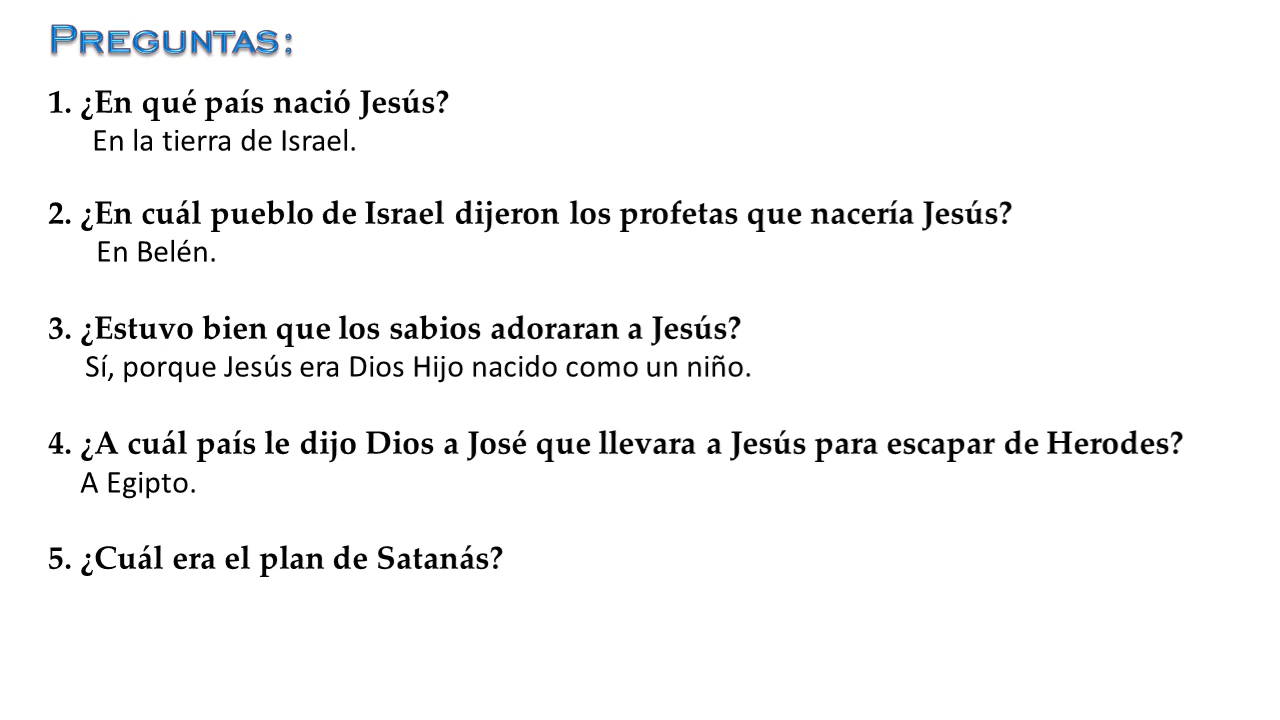 PREGUNTAS:
1. ¿En qué país nació Jesús?
En la tierra de Israel.
2. ¿En cuál pueblo de Israel dijeron los profetas que nacería Jesús?
En Belén.
3. ¿Estuvo bien que los sabios adoraran a Jesús?
Sí, porque Jesús era Dios Hijo nacido como un niño.
4. ¿A cuál país le dijo Dios a José que llevara a Jesús para escapar de Herodes?
A Egipto.
5. ¿Cuál era el plan de Satanás?